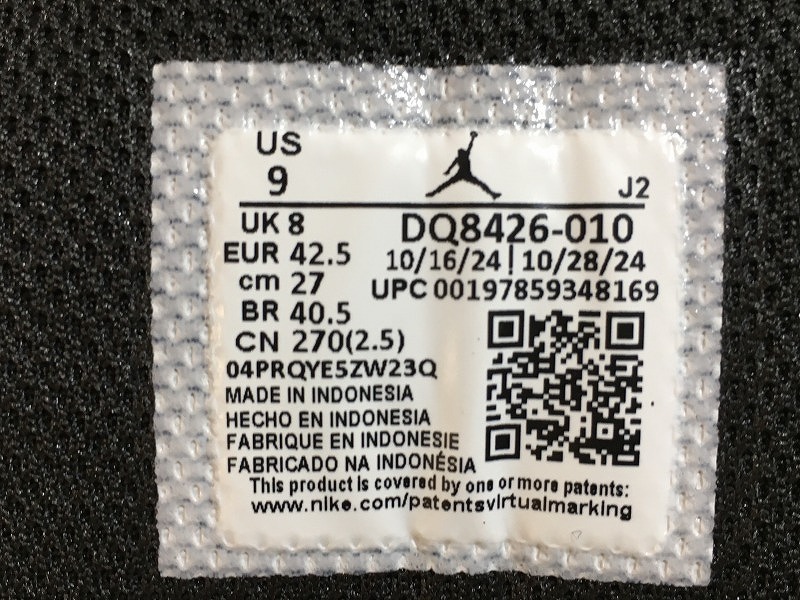 US
9
J2
UK 8
EUR 42.5
cm 27
BR 40.5
CN 270(2.5)
DQ8426-010
10/16/24|10/28/24
UPC 00197859348169
04PRQYE5ZW23Q
MADE IN INDONESIA
HECHO EN INDONESIA
FABRIQUE EN INDONESIE
FABRICADO NA INDONÉSIA
This product is covered by one or more patents:
www.nike.com/patentsvirtualmarking